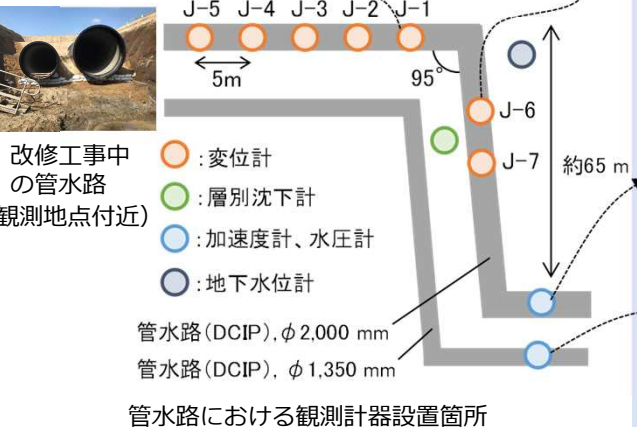 J-5 J-4 J-3 J-2 J-1
5m
95°
J-6
J-7
約65 m
改修工事中
の管水路
観測地点付近）
：変位計
：層別沈下計
：加速度計、水圧計
：地下水位計
管水路（DCIP），φ2,000 mm
管水路（DCIP），φ1,350 mm
管水路における観測計器設置箇所